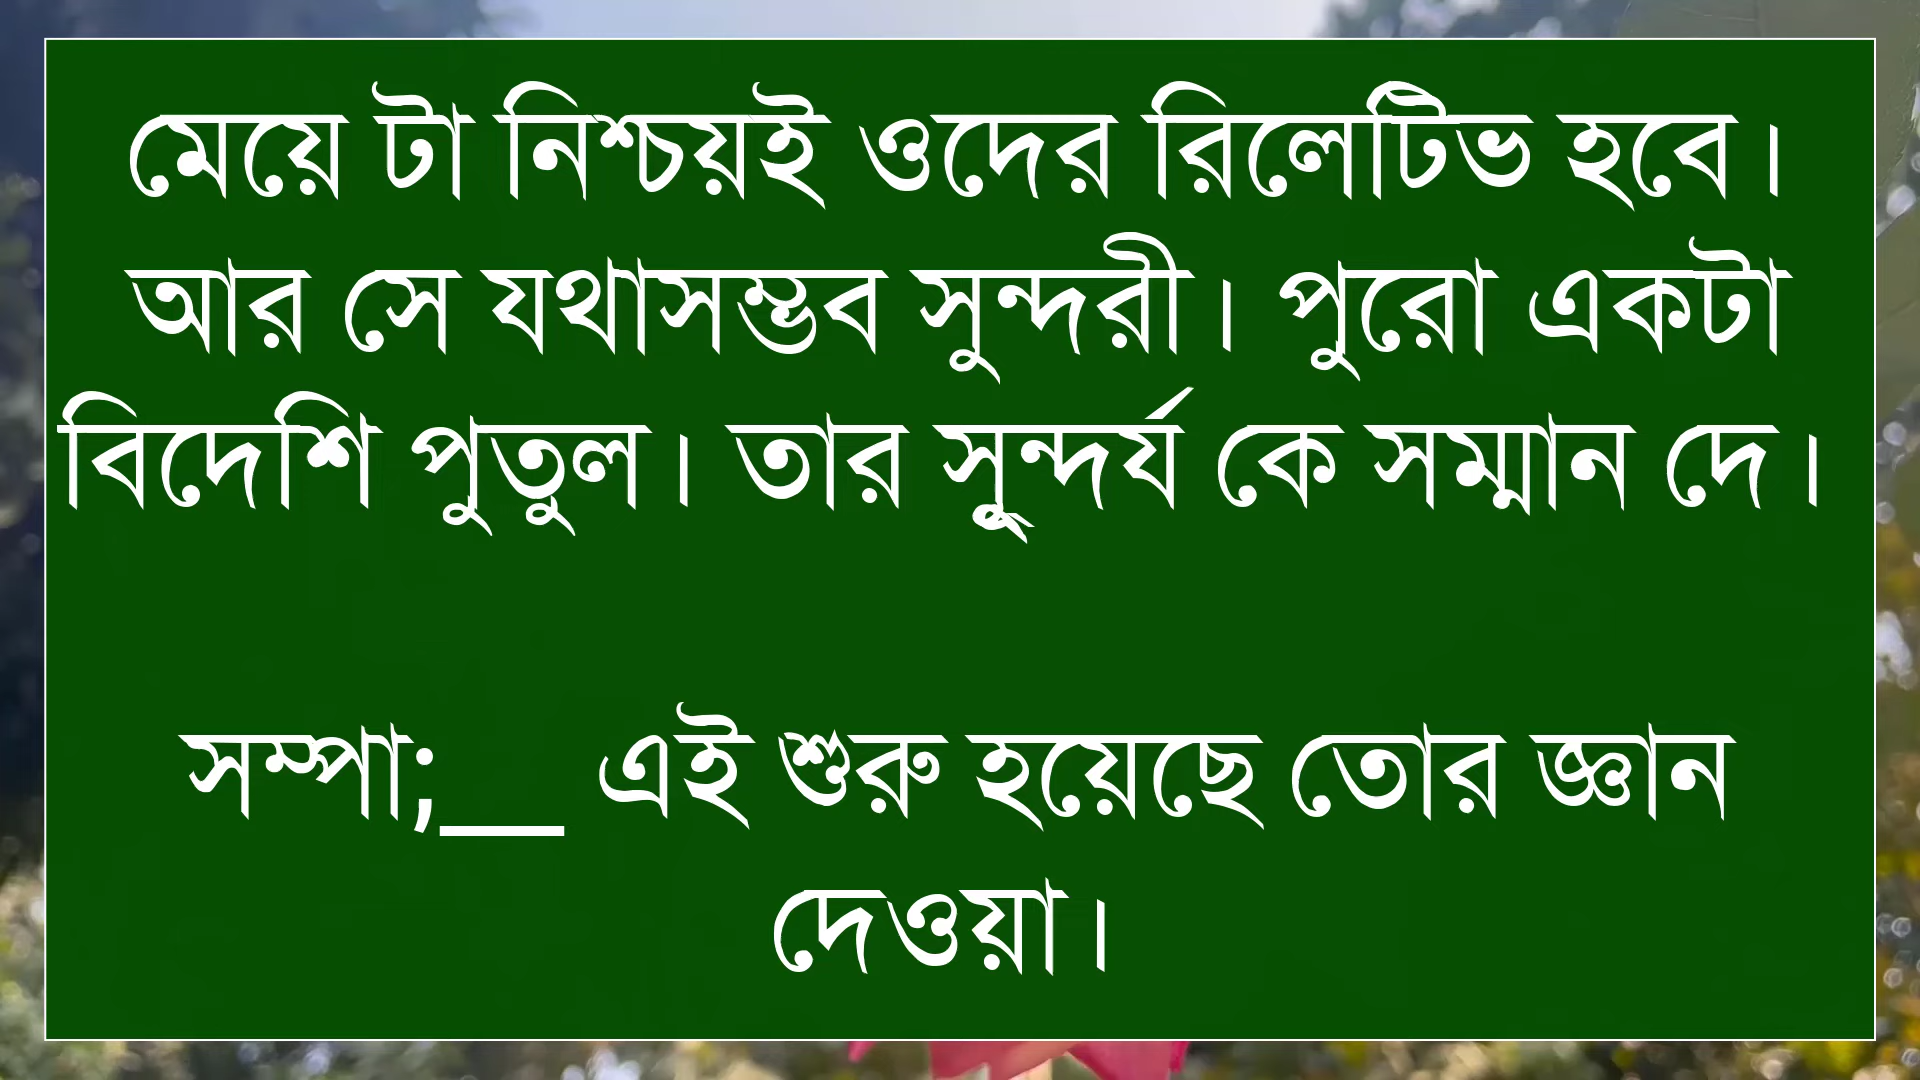 মেয়ে টা নিশ্চয়ই ওদের রিলেটিভ হবে।
আর সে যথাসম্ভব সুন্দরী। পুরো একটা
বিদেশি পুতুল। তার সুুন্দর্য কে সম্মান দে।
সম্পা;__ এই শুরু হয়েছে তোর জ্ঞান
দেওয়া।